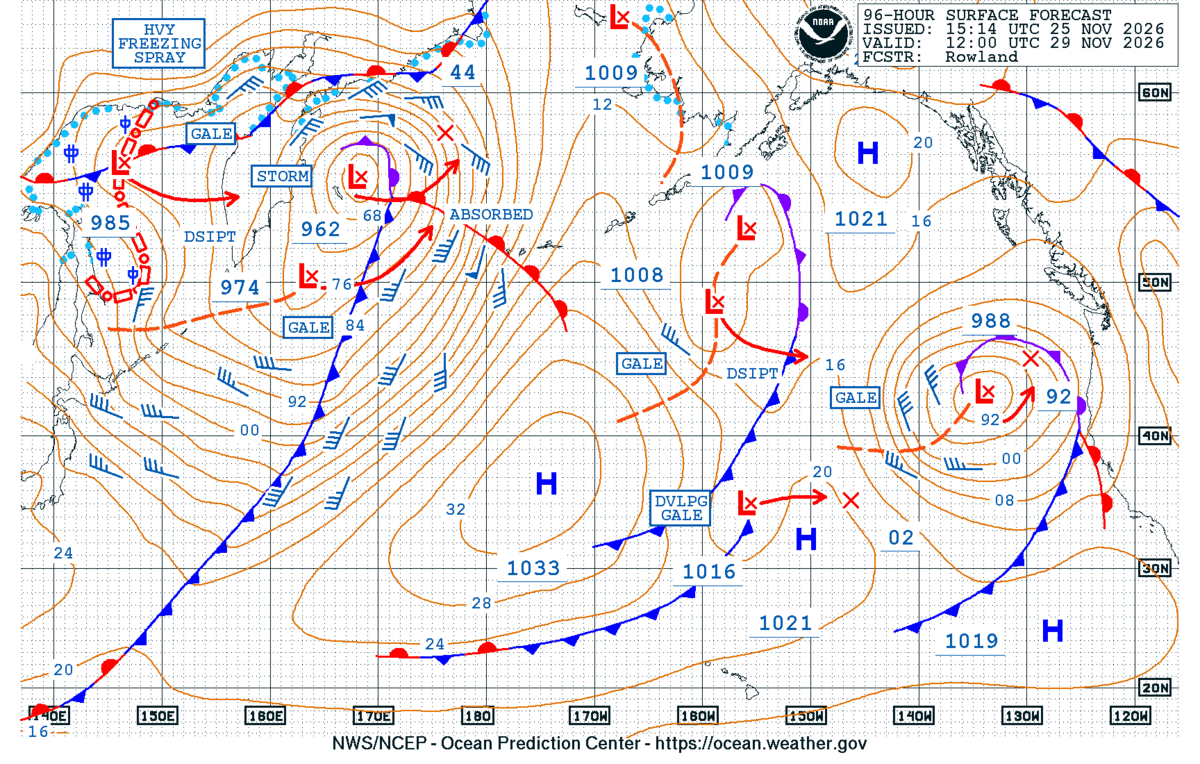 HVY
FREEZING
SPRAY
NOAA
96-HOUR SURFACE FORECAST
ISSUED: 15:14 UTC 25 NOV 2026
VALID: 12:00 UTC 29 NOV 2026
FCSTR: Rowland
L
44
1009
12
60N
GALE
L
H
20
STORM
L
1009
68
ABSORBED
985
962
1021
16
DSIPT
L
L
1008
974
76
50N
L
GALE
84
988
GALE
16
DSIPT
L
92
GALE
92
92
00
40N
00
20
H
32
DVLPG
GALE
L
08
H
02
24
1033
1016
30N
28
1021
H
24
1019
20
20N
140E
150E
160E
170E
180
170W
160W
150W
140W
130W
120W
16
NWS/NCEP - Ocean Prediction Center - https://ocean.weather.gov